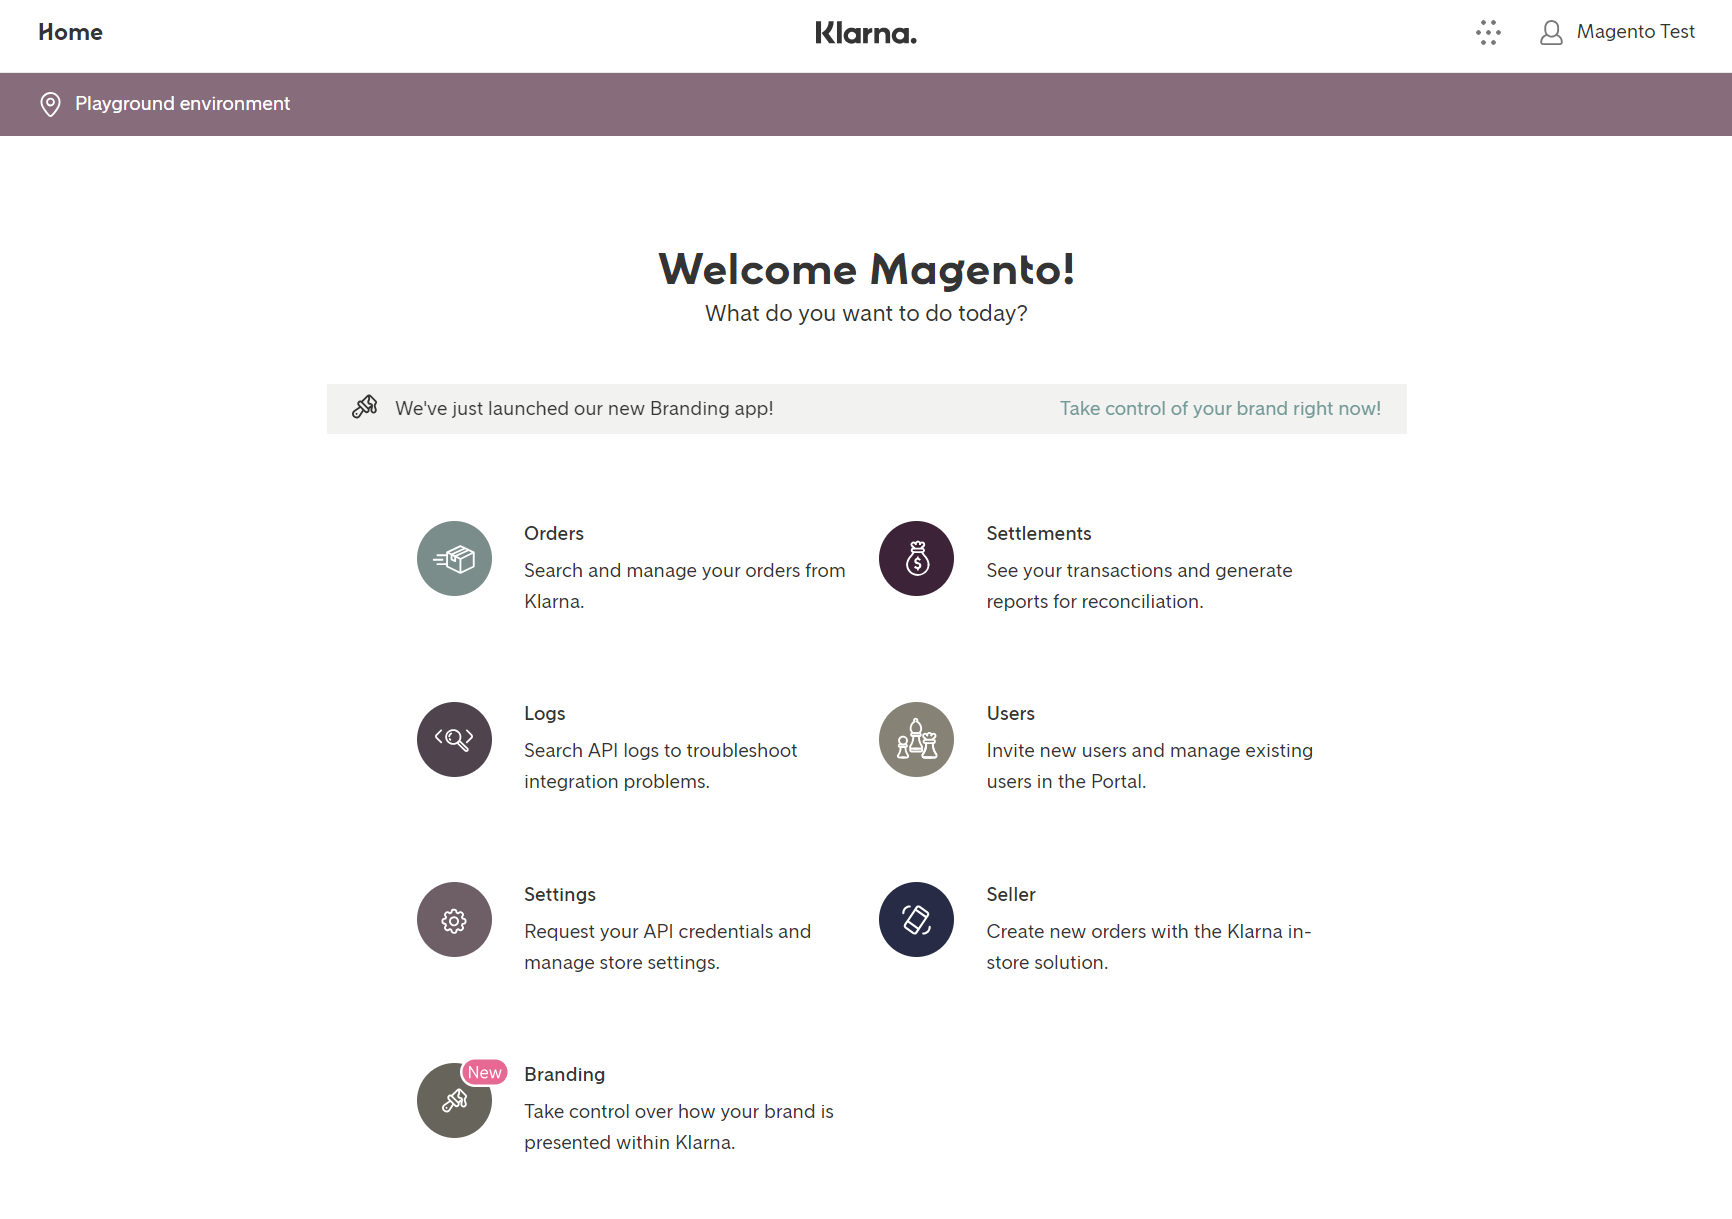 Home
Klarna.
Magento Test
Playground environment
Welcome Magento!
What do you want to do today?
We've just launched our new Branding app!
Take control of your brand right now!
Orders
Search and manage your orders from
Klarna.
Settlements
See your transactions and generate
reports for reconciliation.
Logs
Search API logs to troubleshoot
integration problems.
Users
Invite new users and manage existing
users in the Portal.
Settings
Request your API credentials and
manage store settings.
Seller
Create new orders with the Klarna in-
store solution.
New
Branding
Take control over how your brand is
presented within Klarna.